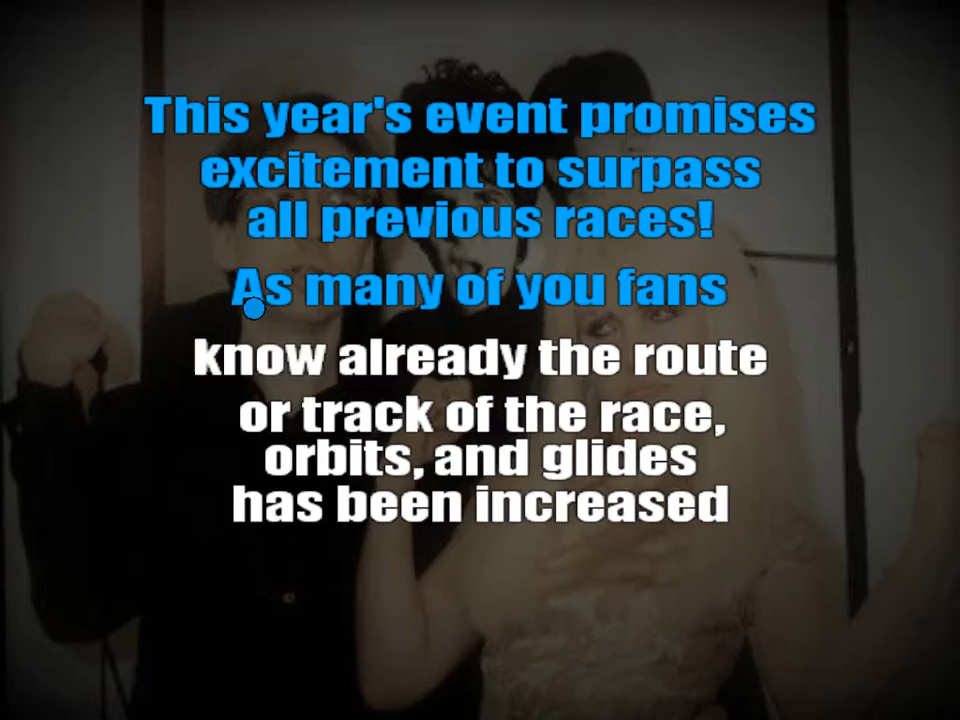 This year's event promises
excitement to surpass
all previous races!
As many of you fans
know already the route
or track of the race,
orbits, and glides
has been increased